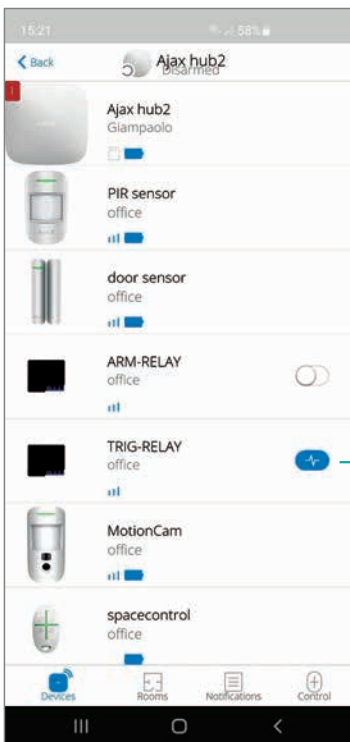 15:21
58%
Back
Ajax hub2
Disarmed
Ajax hub2
Giampaolo
PIR sensor
office
door sensor
office
ARM-RELAY
office
TRIG-RELAY
office
MotionCam
office
spacecontrol
office
Devices
Rooms
Notifications
Control